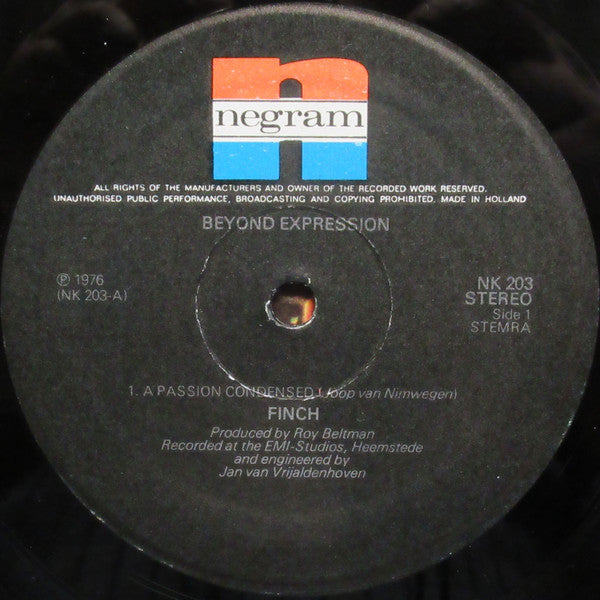 negram
ALL RIGHTS OF THE MANUFACTURERS AND OWNER OF THE RECORDED WORK RESERVED.
UNAUTHORISED PUBLIC PERFORMANCE, BROADCASTING AND COPYING PROHIBITED. MADE IN HOLLAND
BEYOND EXPRESSION
℗ 1976
(NK 203-A)
NK 203
STEREO
Side 1
STEMRA
1. A PASSION CONDENSED (Joop van Nimwegen)
FINCH
Produced by Roy Beltman
Recorded at the EMI-Studios, Heemstede
and engineered by
Jan van Vrijaldenhoven